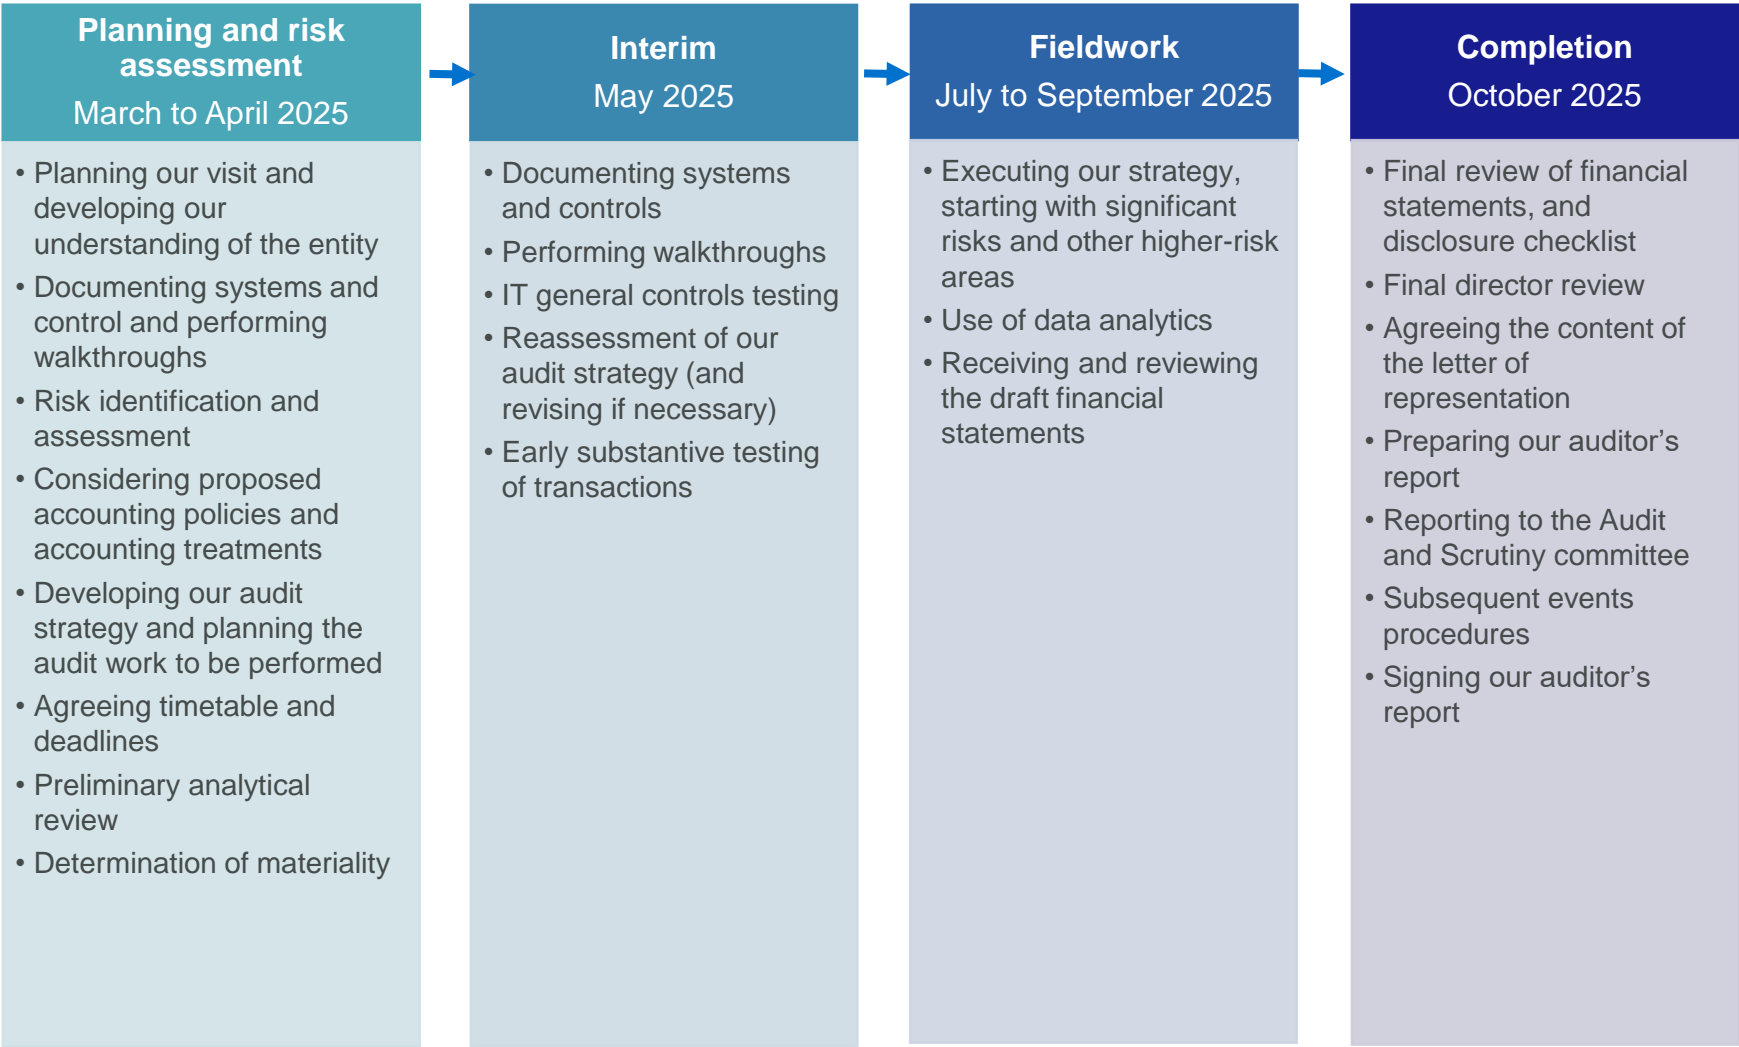 Planning and risk
assessment
March to April 2025
• Planning our visit and
developing our
understanding of the entity
• Documenting systems and
control and performing
walkthroughs
• Risk identification and
assessment
• Considering proposed
accounting policies and
accounting treatments
• Developing our audit
strategy and planning the
audit work to be performed
• Agreeing timetable and
deadlines
• Preliminary analytical
review
• Determination of materiality
Interim
May 2025
• Documenting systems
and controls
• Performing walkthroughs
• IT general controls testing
• Reassessment of our
audit strategy (and
revising if necessary)
• Early substantive testing
of transactions
Fieldwork
July to September 2025
• Executing our strategy,
starting with significant
risks and other higher-risk
areas
• Use of data analytics
• Receiving and reviewing
the draft financial
statements
Completion
October 2025
• Final review of financial
statements, and
disclosure checklist
• Final director review
• Agreeing the content of
the letter of
representation
• Preparing our auditor’s
report
• Reporting to the Audit
and Scrutiny committee
• Subsequent events
procedures
• Signing our auditor’s
report